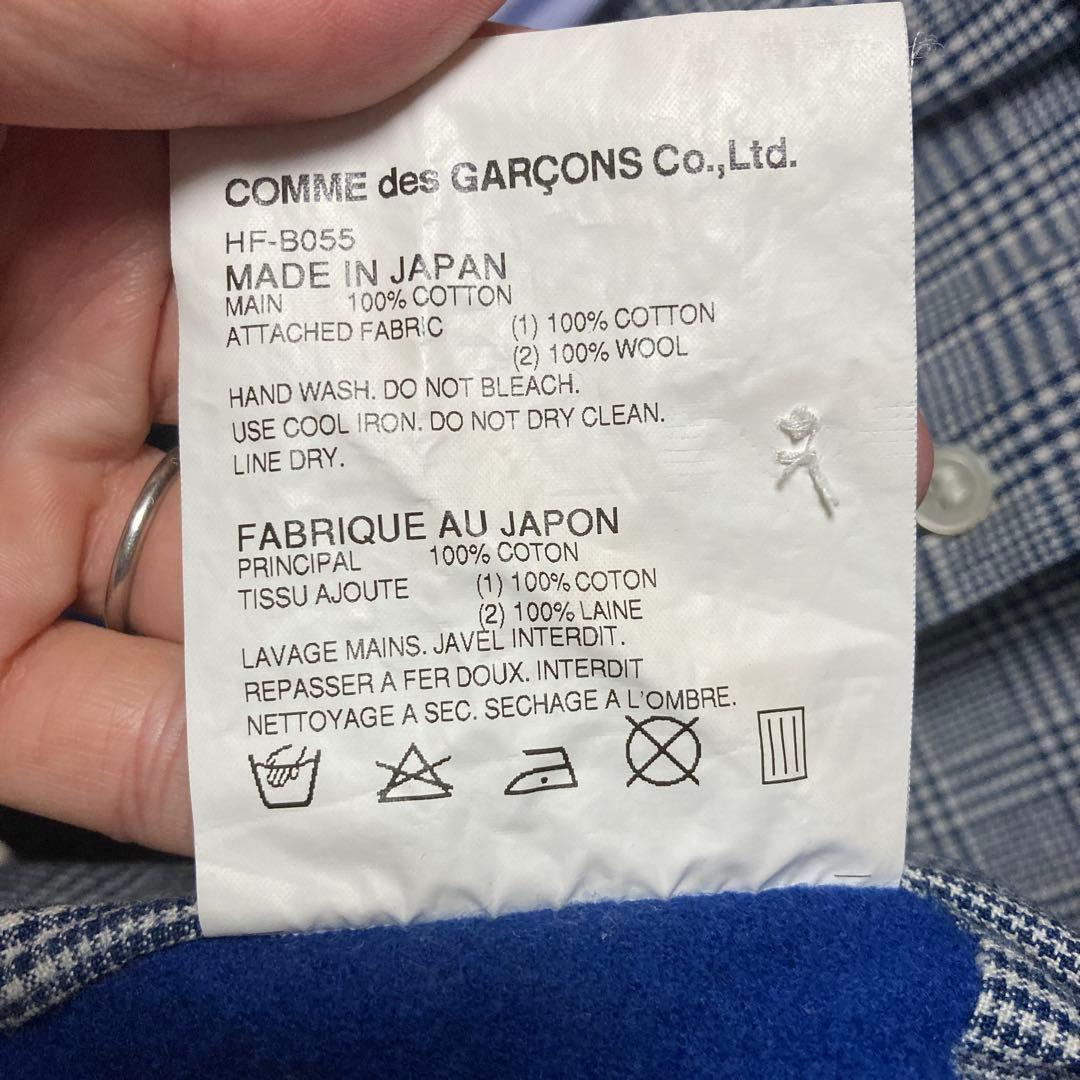 COMME des GARÇONS Co.,Ltd.
HF-B055
MADE IN JAPAN
MAIN 100% COTTON
ATTACHED FABRIC (1) 100% COTTON
(2) 100% WOOL
HAND WASH. DO NOT BLEACH.
USE COOL IRON. DO NOT DRY CLEAN.
LINE DRY.
FABRIQUE AU JAPON
PRINCIPAL 100% COTON
TISSU AJOUTE (1) 100% COTON
(2) 100% LAINE
LAVAGE MAINS. JAVEL INTERDIT.
REPASSER A FER DOUX. INTERDIT
NETTOYAGE A SEC. SECHAGE A L'OMBRE.